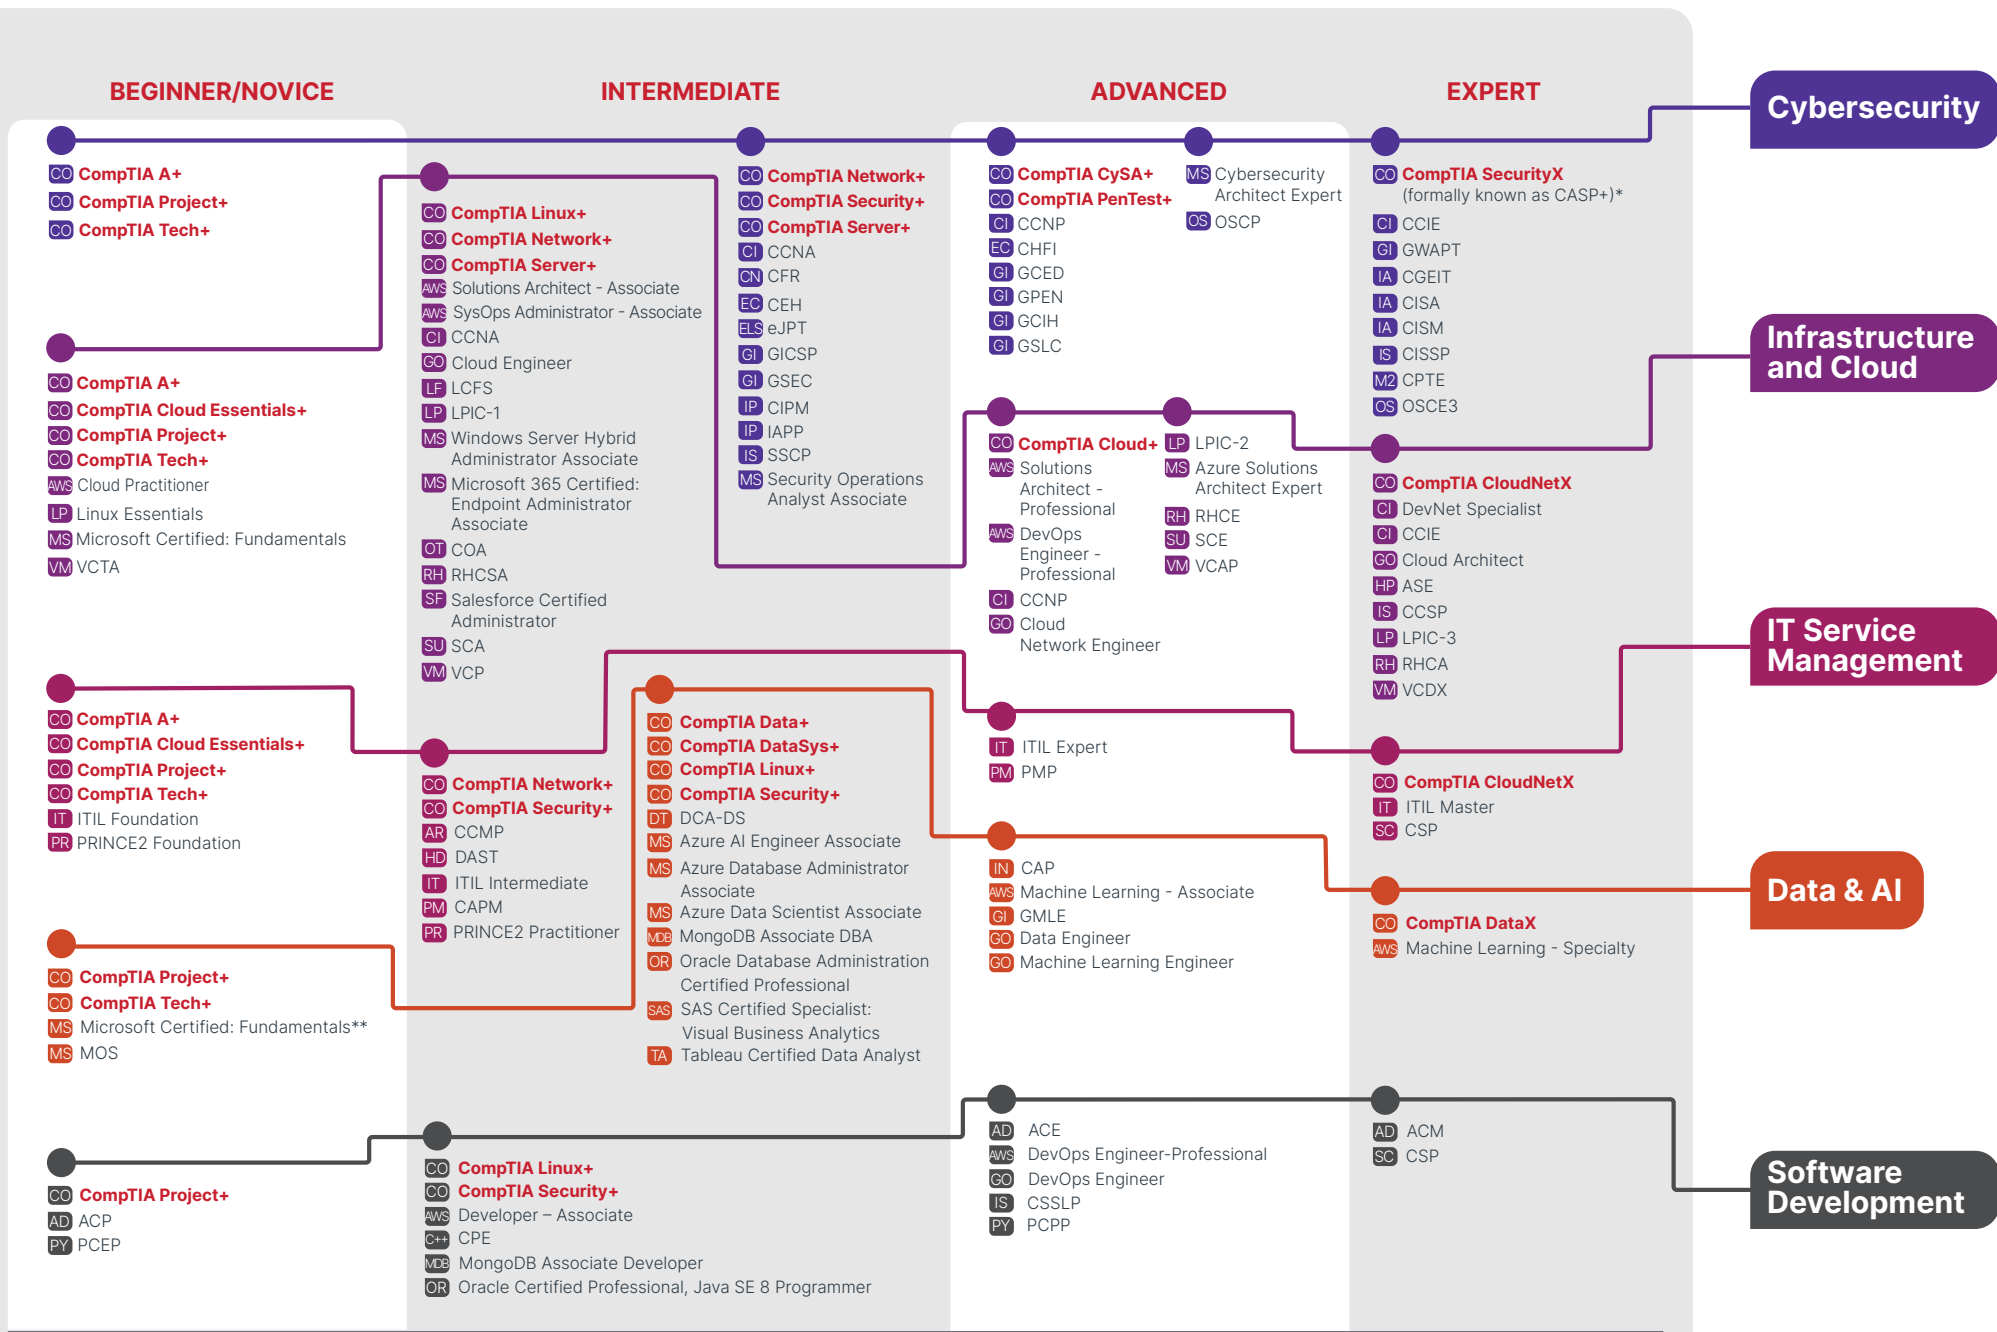 BEGINNER/NOVICE
INTERMEDIATE
ADVANCED
EXPERT
Cybersecurity
CO CompTIA A+
CO CompTIA Project+
CO CompTIA Tech+
CO CompTIA Network+
CO CompTIA Security+
CO CompTIA Server+
CI CCNA
CN CFR
EC CEH
ELS eJPT
GI GICSP
GI GSEC
IP CIPM
IP IAPP
IS SSCP
MS Security Operations
Analyst Associate
CO CompTIA CySA+
CO CompTIA PenTest+
CI CCNP
EC CHFI
GI GCED
GI GPEN
GI GCIH
GI GSLC
MS Cybersecurity
Architect Expert
OS OSCP
CO CompTIA SecurityX
(formally known as CASP+)*
CI CCIE
GI GWAPT
IA CGEIT
IA CISA
IA CISM
IS CISSP
M2 CPTE
OS OSCE3
Infrastructure
and Cloud
CO CompTIA A+
CO CompTIA Cloud Essentials+
CO CompTIA Project+
CO CompTIA Tech+
AWS Cloud Practitioner
LP Linux Essentials
MS Microsoft Certified: Fundamentals
VM VCTA
CO CompTIA Linux+
CO CompTIA Network+
CO CompTIA Server+
AWS Solutions Architect - Associate
AWS SysOps Administrator - Associate
CI CCNA
GO Cloud Engineer
LF LCFS
LP LPIC-1
MS Windows Server Hybrid
Administrator Associate
MS Microsoft 365 Certified:
Endpoint Administrator
Associate
OT COA
RH RHCSA
SF Salesforce Certified
Administrator
SU SCA
VM VCP
CO CompTIA Cloud+
AWS Solutions
Architect -
Professional
AWS DevOps
Engineer -
Professional
CI CCNP
GO Cloud
Network Engineer
LP LPIC-2
MS Azure Solutions
Architect Expert
RH RHCE
SU SCE
VM VCAP
CO CompTIA CloudNetX
CI DevNet Specialist
CI CCIE
GO Cloud Architect
HP ASE
IS CCSP
LP LPIC-3
RH RHCA
VM VCDX
IT Service
Management
CO CompTIA A+
CO CompTIA Cloud Essentials+
CO CompTIA Project+
CO CompTIA Tech+
IT ITIL Foundation
PR PRINCE2 Foundation
CO CompTIA Network+
CO CompTIA Security+
AR CCMP
HD DAST
IT ITIL Intermediate
PM CAPM
PR PRINCE2 Practitioner
IT ITIL Expert
PM PMP
CO CompTIA CloudNetX
IT ITIL Master
SC CSP
Data & AI
CO CompTIA Project+
CO CompTIA Tech+
MS Microsoft Certified: Fundamentals**
MS MOS
CO CompTIA Data+
CO CompTIA DataSys+
CO CompTIA Linux+
CO CompTIA Security+
DT DCA-DS
MS Azure AI Engineer Associate
MS Azure Database Administrator
Associate
MS Azure Data Scientist Associate
MDB MongoDB Associate DBA
OR Oracle Database Administration
Certified Professional
SAS SAS Certified Specialist:
Visual Business Analytics
TA Tableau Certified Data Analyst
IN CAP
AWS Machine Learning - Associate
GI GMLE
GO Data Engineer
GO Machine Learning Engineer
CO CompTIA DataX
AWS Machine Learning - Specialty
Software
Development
CO CompTIA Project+
AD ACP
PY PCEP
CO CompTIA Linux+
CO CompTIA Security+
AWS Developer – Associate
C++ CPE
MDB MongoDB Associate Developer
OR Oracle Certified Professional, Java SE 8 Programmer
AD ACE
AWS DevOps Engineer-Professional
GO DevOps Engineer
IS CSSLP
PY PCPP
AD ACM
SC CSP